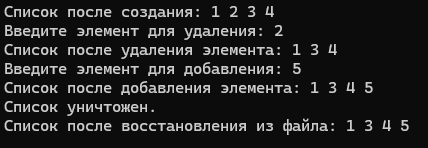 Список после создания: 1 2 3 4
Введите элемент для удаления: 2
Список после удаления элемента: 1 3 4
Введите элемент для добавления: 5
Список после добавления элемента: 1 3 4 5
Список уничтожен.
Список после восстановления из файла: 1 3 4 5